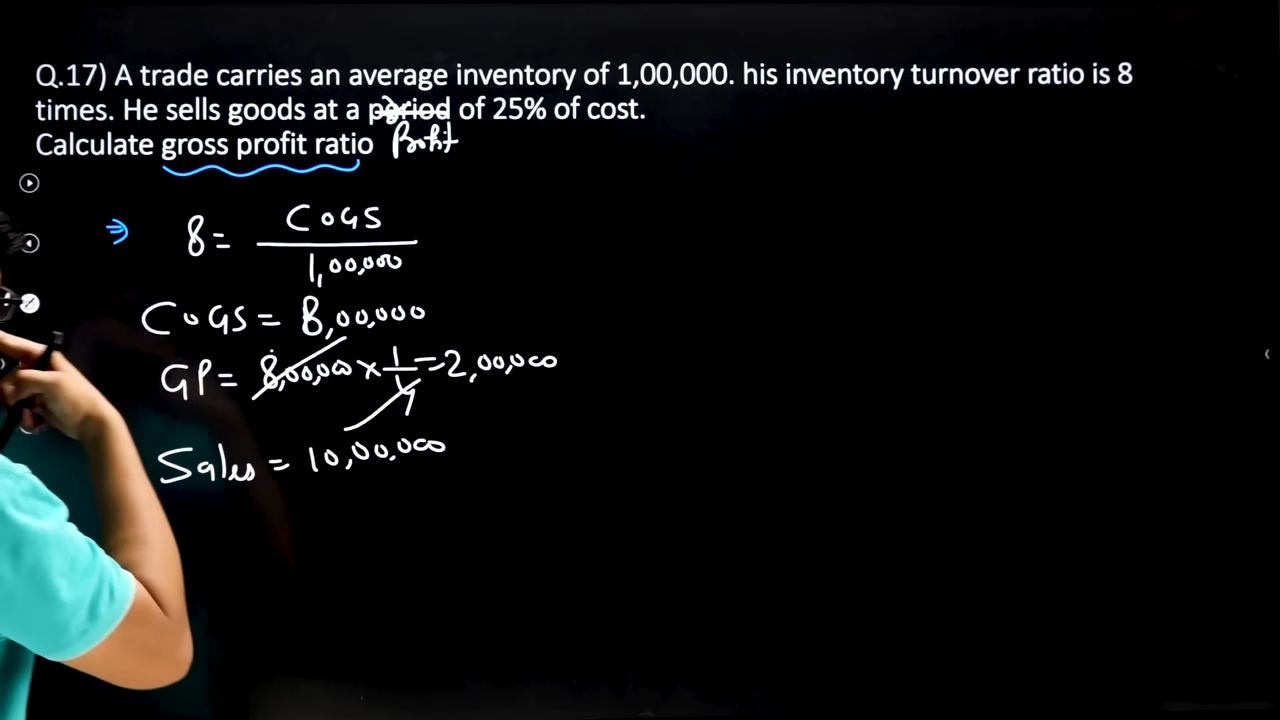 Q.17) A trade carries an average inventory of 1,00,000. his inventory turnover ratio is 8
times. He sells goods at a period of 25% of cost.
Profit
Calculate gross profit ratio
⇒ 8 = COGS / 1,00,000
COGS = 8,00,000
GP = 8,00,000 × 1/4 = 2,00,000
Sales = 10,00,000